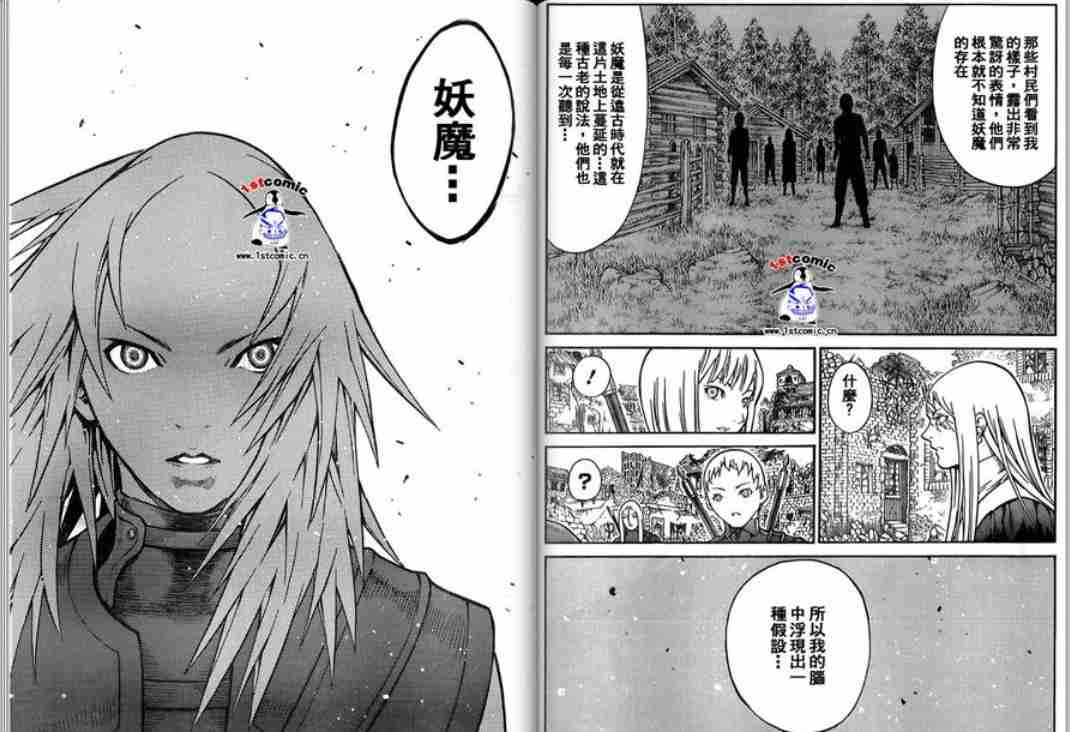 那些村民們看到我
的樣子，露出非常
驚訝的表情，他們
根本就不知道妖魔
的存在
妖魔是從遠古時代就在
這片土地上蔓延的…這
種古老的說法，他們也
是每一次聽到…
1stcomic
www.1stcomic.cn
什麼？
！
？
所以我的腦
中浮現出一
種假設…
妖魔…
1stcomic
www.1stcomic.cn